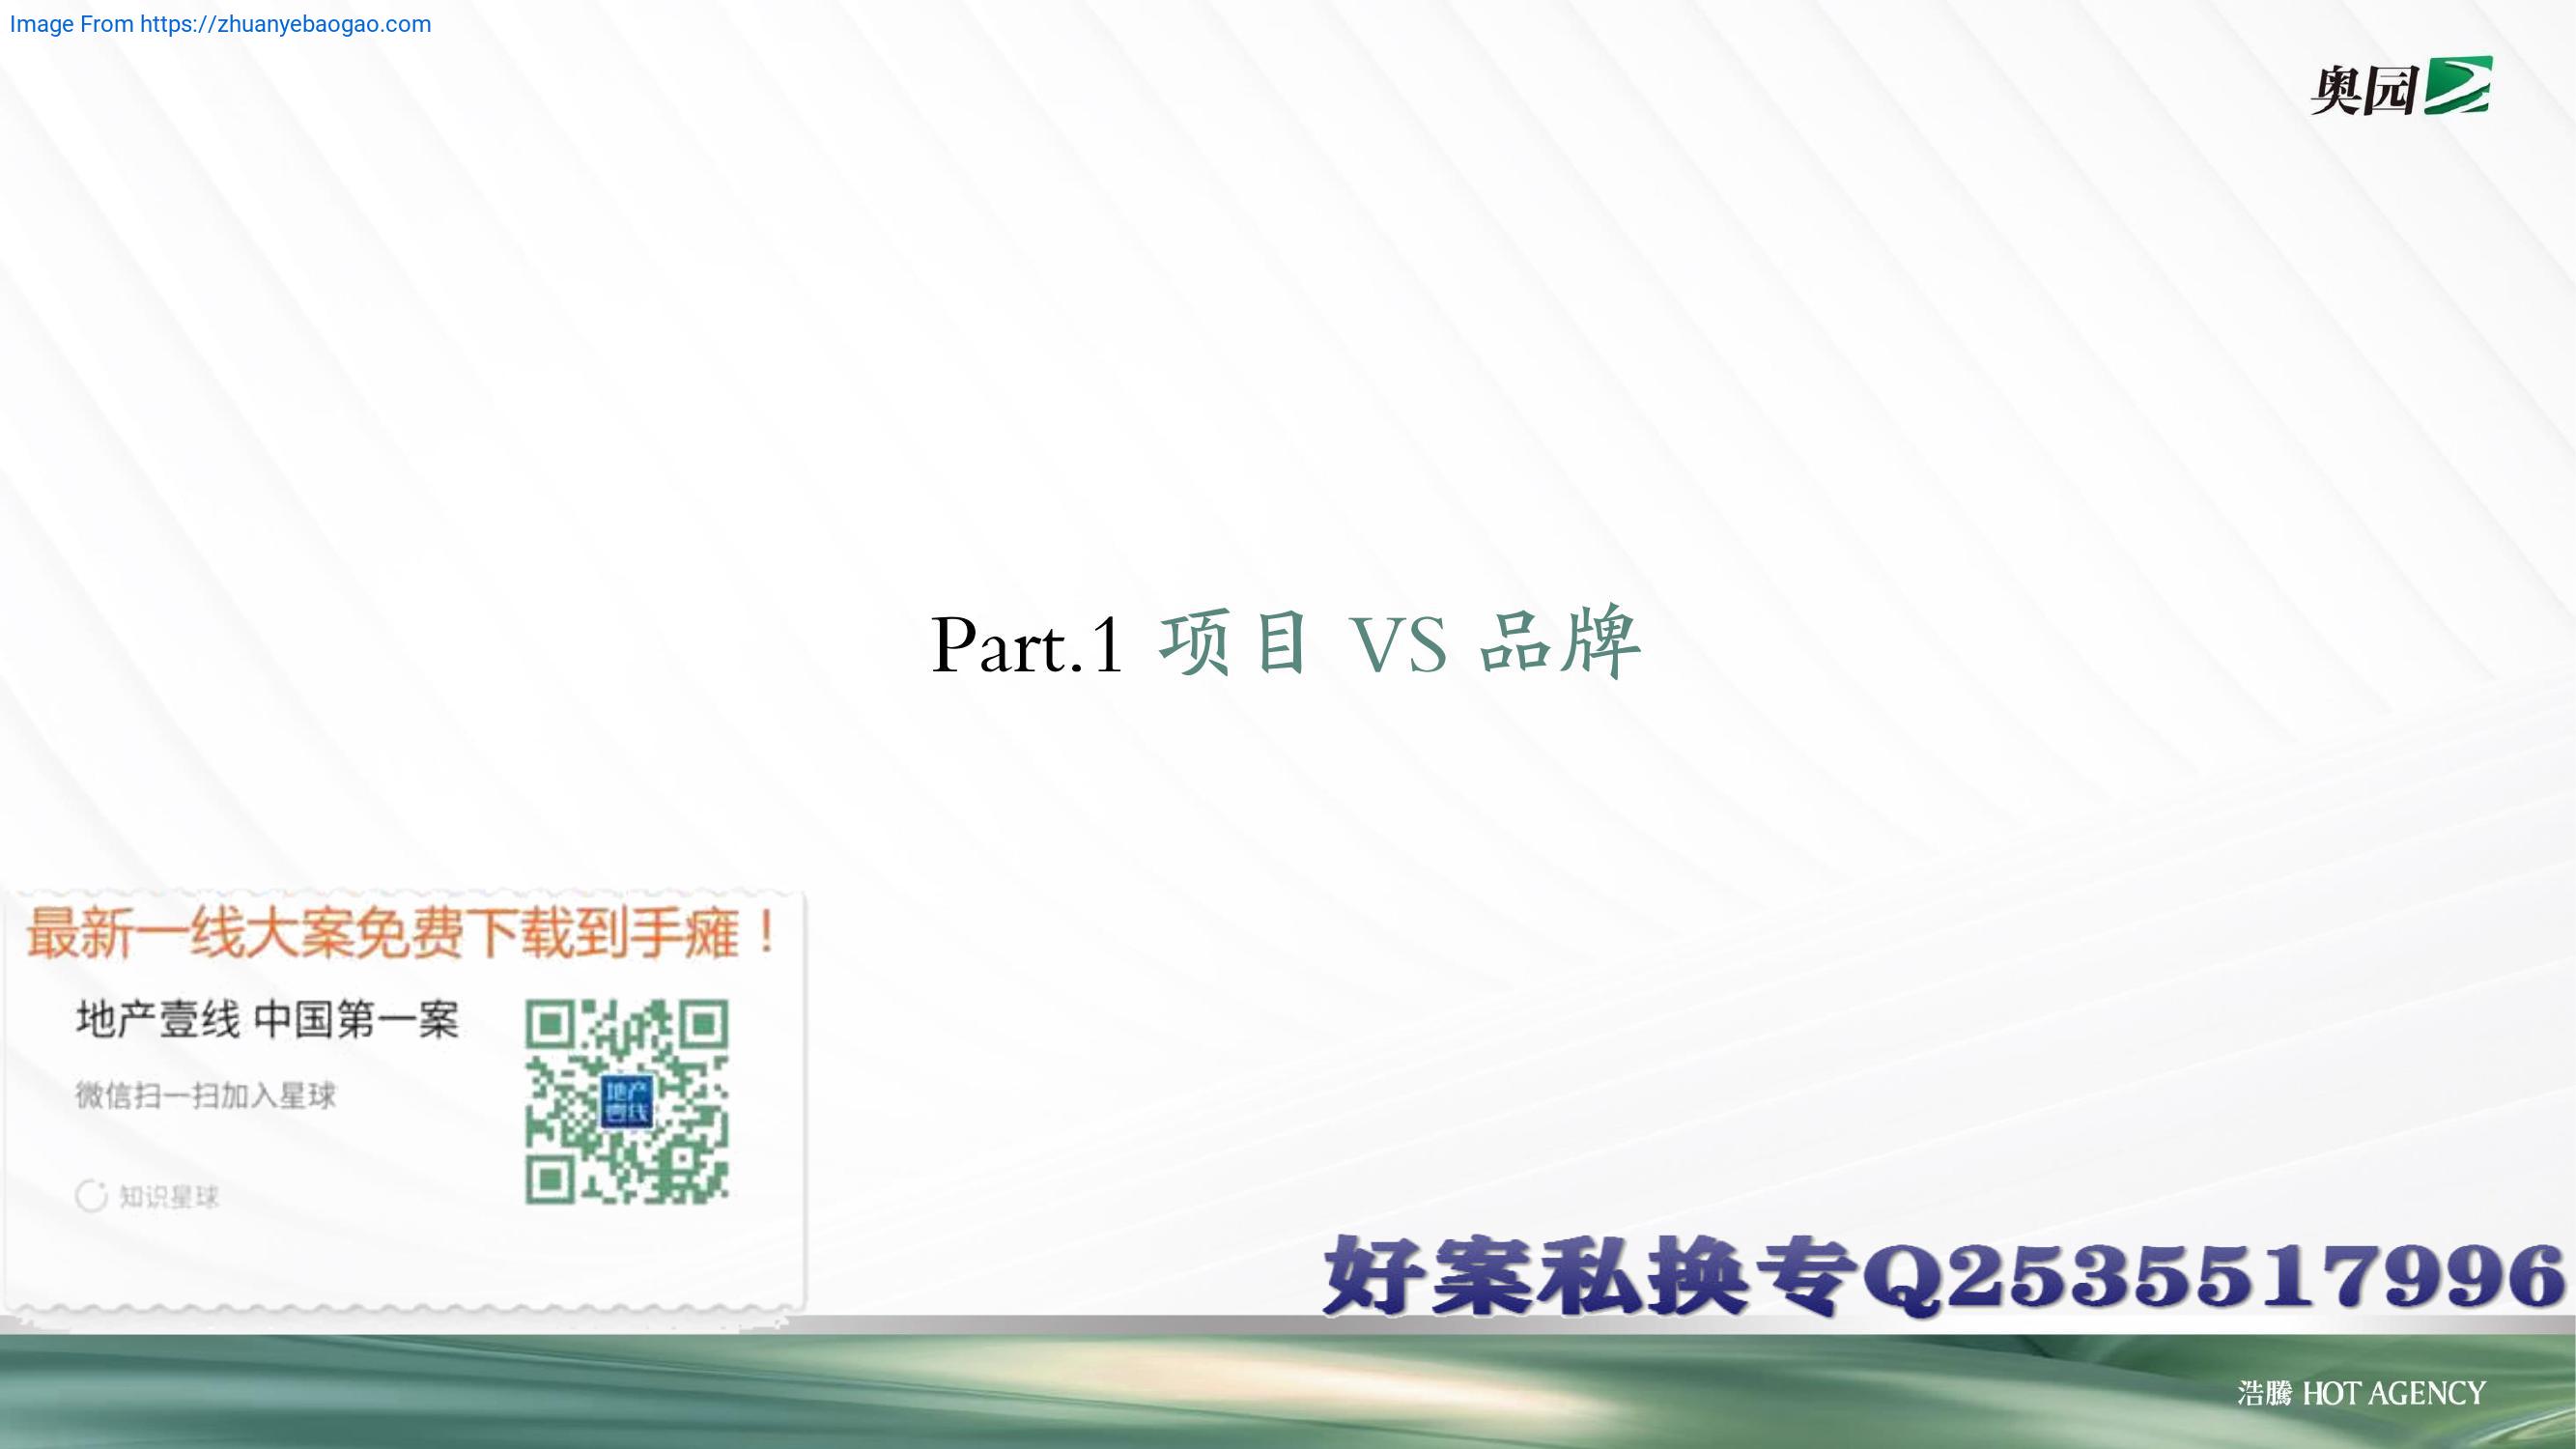 Image From https://zhuanyebaogao.com
奥园
Part.1 项目 VS 品牌
最新一线大案免费下载到手瘫！
地产壹线 中国第一案
微信扫一扫加入星球
地产
壹线
知识星球
好案私换专Q2535517996
浩騰 HOT AGENCY